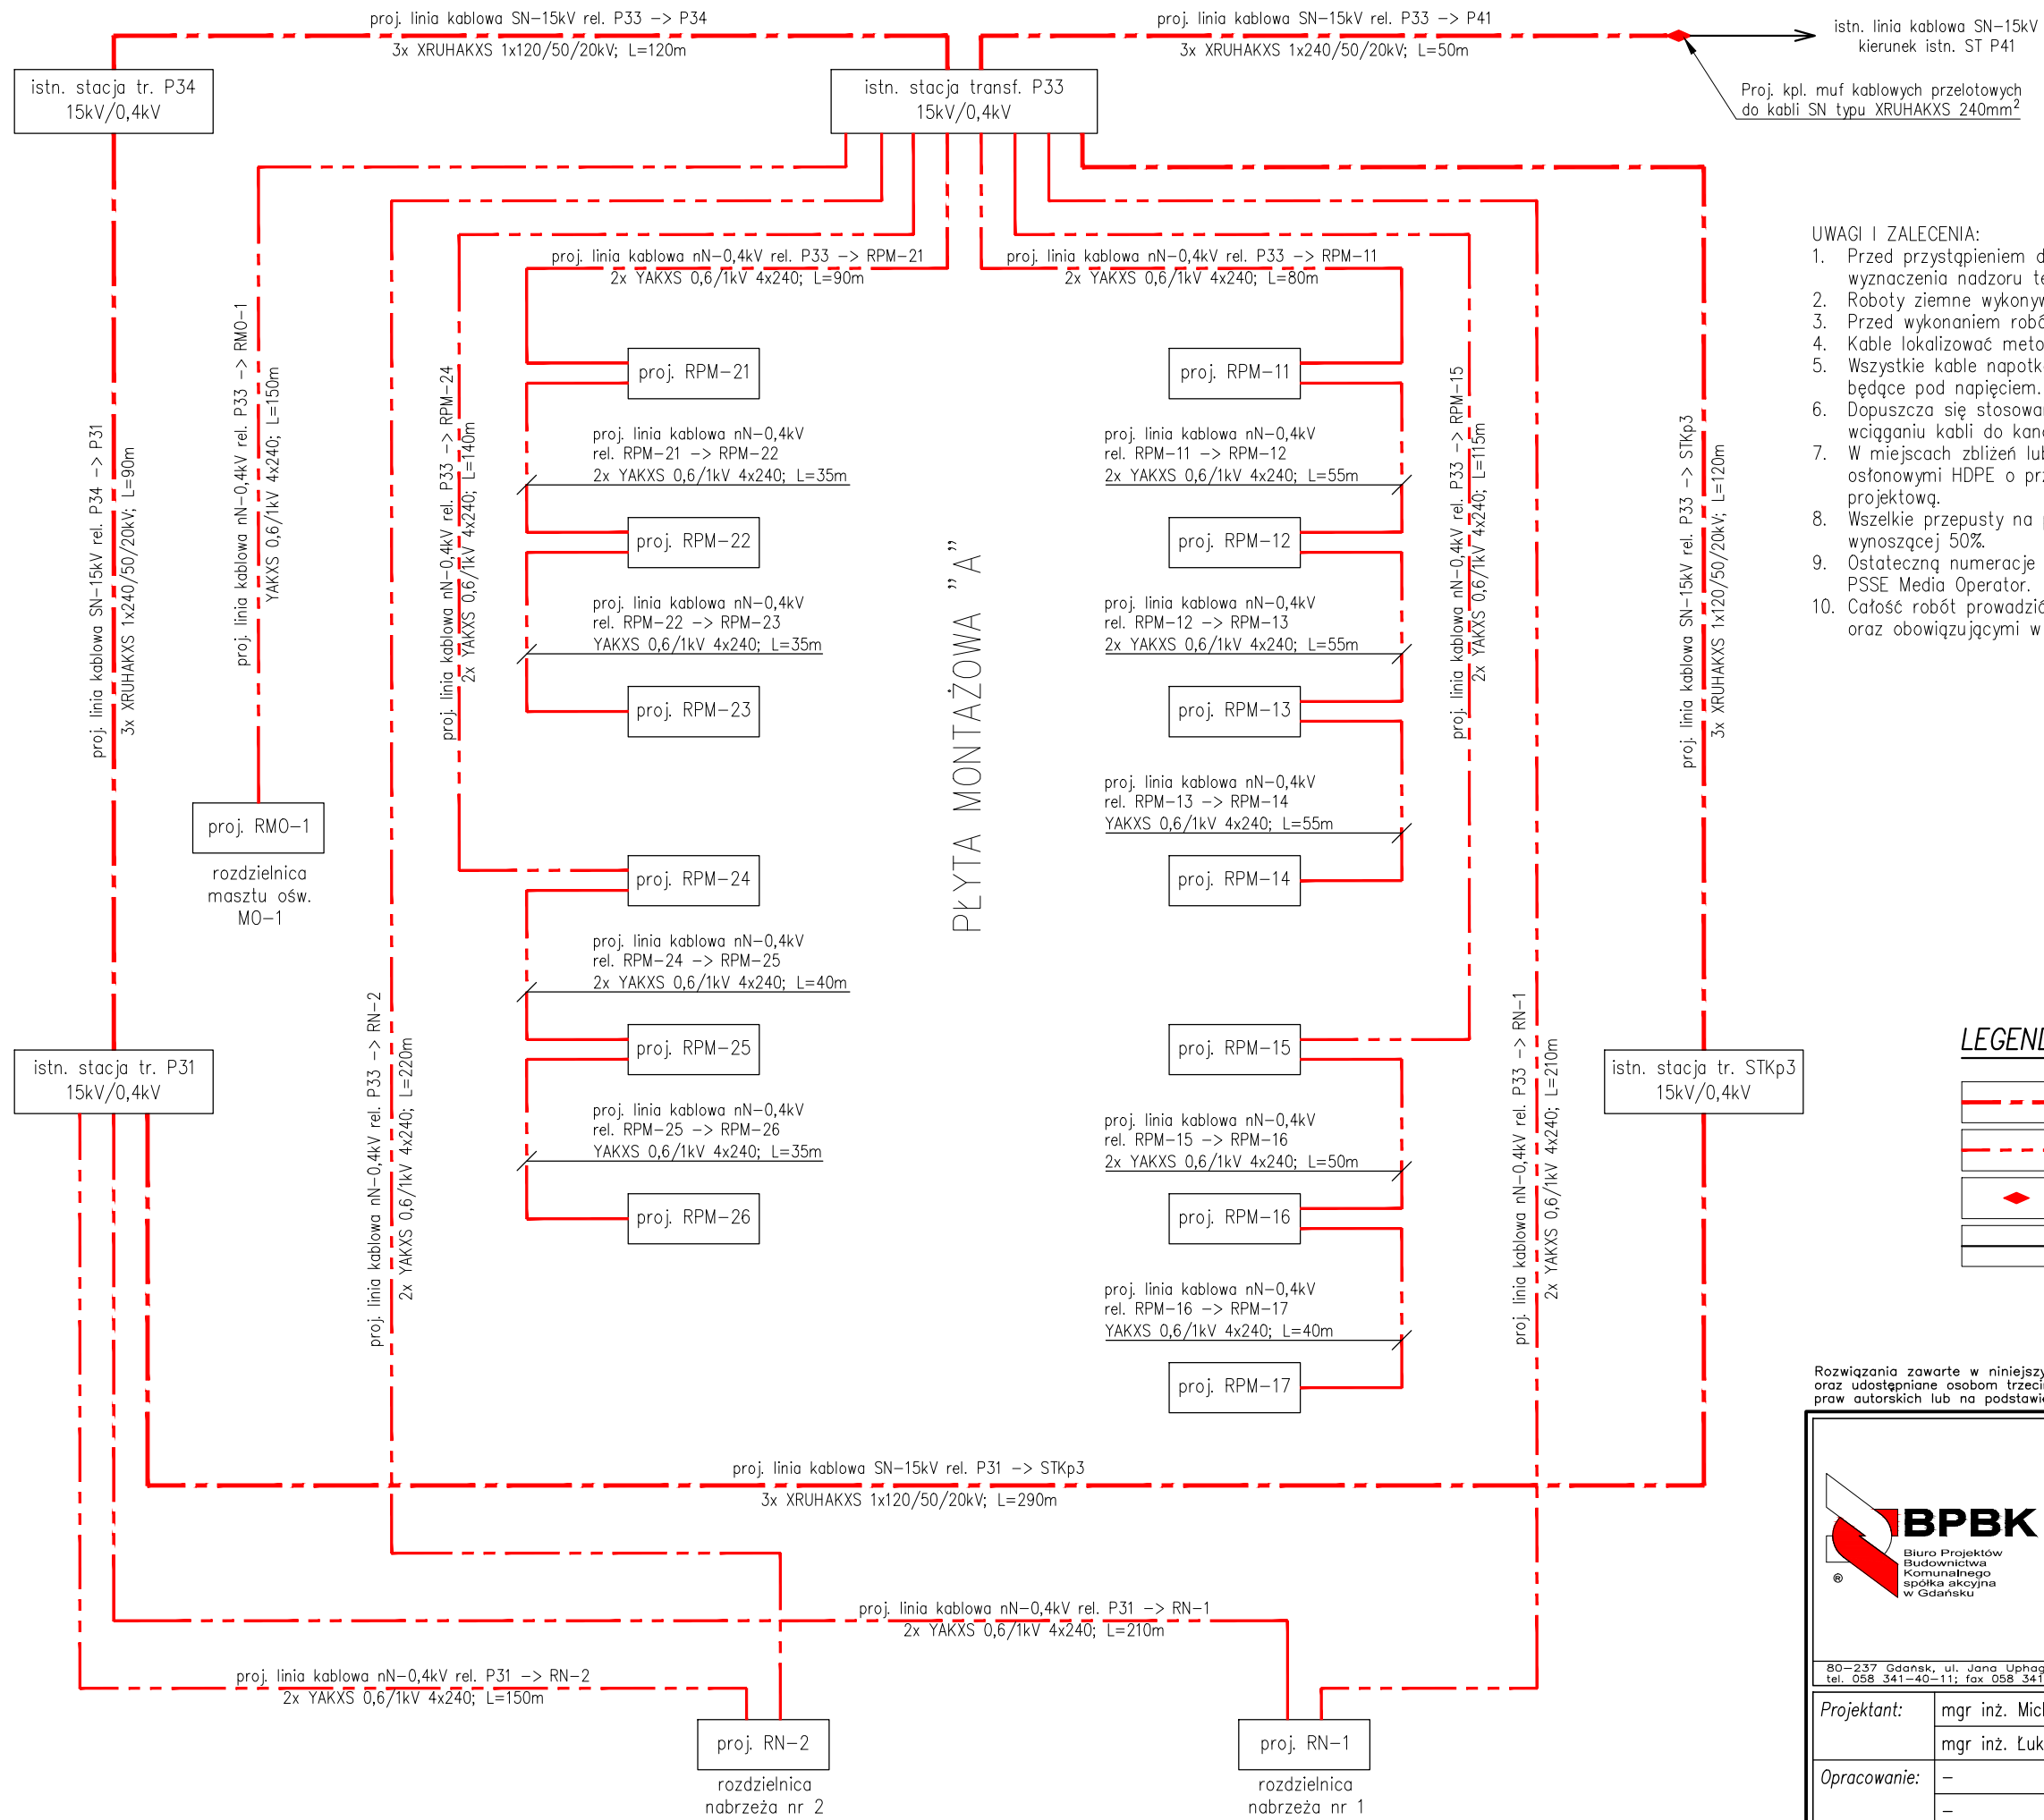 proj. linia kablowa SN-15kV rel. P33 -> P34
3x XRUHAKXS 1x120/50/20kV; L=120m
proj. linia kablowa SN-15kV rel. P33 -> P41
3x XRUHAKXS 1x240/50/20kV; L=50m
istn. linia kablowa SN-15kV
kierunek istn. ST P41
Proj. kpl. muf kablowych przelotowych
do kabli SN typu XRUHAKXS 240mm²
istn. stacja tr. P34
15kV/0,4kV
istn. stacja transf. P33
15kV/0,4kV
proj. linia kablowa nN-0,4kV rel. P33 -> RPM-21
2x YAKXS 0,6/1kV 4x240; L=90m
proj. linia kablowa nN-0,4kV rel. P33 -> RPM-11
2x YAKXS 0,6/1kV 4x240; L=80m
proj. linia kablowa SN-15kV rel. P34 -> P31
3x XRUHAKXS 1x240/50/20kV; L=90m
proj. linia kablowa nN-0,4kV rel. P33 -> RMO-1
YAKXS 0,6/1kV 4x240; L=150m
proj. linia kablowa nN-0,4kV rel. P33 -> RPM-24
2x YAKXS 0,6/1kV 4x240; L=140m
proj. RPM-21
proj. linia kablowa nN-0,4kV
rel. RPM-21 -> RPM-22
2x YAKXS 0,6/1kV 4x240; L=35m
proj. RPM-22
proj. linia kablowa nN-0,4kV
rel. RPM-22 -> RPM-23
YAKXS 0,6/1kV 4x240; L=35m
proj. RPM-23
proj. RPM-24
proj. linia kablowa nN-0,4kV
rel. RPM-24 -> RPM-25
2x YAKXS 0,6/1kV 4x240; L=40m
proj. RPM-25
proj. linia kablowa nN-0,4kV
rel. RPM-25 -> RPM-26
YAKXS 0,6/1kV 4x240; L=35m
proj. RPM-26
PŁYTA MONTAŻOWA "A"
proj. RPM-11
proj. linia kablowa nN-0,4kV
rel. RPM-11 -> RPM-12
2x YAKXS 0,6/1kV 4x240; L=55m
proj. RPM-12
proj. linia kablowa nN-0,4kV
rel. RPM-12 -> RPM-13
2x YAKXS 0,6/1kV 4x240; L=55m
proj. RPM-13
proj. linia kablowa nN-0,4kV
rel. RPM-13 -> RPM-14
YAKXS 0,6/1kV 4x240; L=55m
proj. RPM-14
proj. RPM-15
proj. linia kablowa nN-0,4kV
rel. RPM-15 -> RPM-16
2x YAKXS 0,6/1kV 4x240; L=50m
proj. RPM-16
proj. linia kablowa nN-0,4kV
rel. RPM-16 -> RPM-17
YAKXS 0,6/1kV 4x240; L=40m
proj. RPM-17
proj. linia kablowa nN-0,4kV rel. P33 -> RPM-15
2x YAKXS 0,6/1kV 4x240; L=115m
proj. linia kablowa SN-15kV rel. P33 -> STKp3
3x XRUHAKXS 1x120/50/20kV; L=120m
proj. RMO-1
rozdzielnica
masztu ośw.
MO-1
istn. stacja tr. P31
15kV/0,4kV
proj. linia kablowa nN-0,4kV rel. P33 -> RN-2
2x YAKXS 0,6/1kV 4x240; L=220m
proj. linia kablowa nN-0,4kV rel. P33 -> RN-1
2x YAKXS 0,6/1kV 4x240; L=210m
istn. stacja tr. STKp3
15kV/0,4kV
proj. linia kablowa SN-15kV rel. P31 -> STKp3
3x XRUHAKXS 1x120/50/20kV; L=290m
proj. linia kablowa nN-0,4kV rel. P31 -> RN-1
2x YAKXS 0,6/1kV 4x240; L=210m
proj. linia kablowa nN-0,4kV rel. P31 -> RN-2
2x YAKXS 0,6/1kV 4x240; L=150m
proj. RN-2
rozdzielnica
nabrzeża nr 2
proj. RN-1
rozdzielnica
nabrzeża nr 1
UWAGI I ZALECENIA:
1. Przed przystąpieniem d
wyznaczenia nadzoru te
2. Roboty ziemne wykonyw
3. Przed wykonaniem robó
4. Kable lokalizować meto
5. Wszystkie kable napotk
będące pod napięciem.
6. Dopuszcza się stosowa
wciąganiu kabli do kana
7. W miejscach zbliżeń lub
osłonowymi HDPE o prz
projektową.
8. Wszelkie przepusty na p
wynoszącej 50%.
9. Ostateczną numeracje
PSSE Media Operator.
10. Całość robót prowadzić
oraz obowiązującymi w
LEGEND
Rozwiązania zawarte w niniejszy
oraz udostępniane osobom trzeci
praw autorskich lub na podstawie
BPBK
Biuro Projektów
Budownictwa
Komunalnego
spółka akcyjna
w Gdańsku
®
80-237 Gdańsk, ul. Jana Uphag
tel. 058 341-40-11; fax 058 341
Projektant:
mgr inż. Mich
mgr inż. Łuk
Opracowanie:
-
-